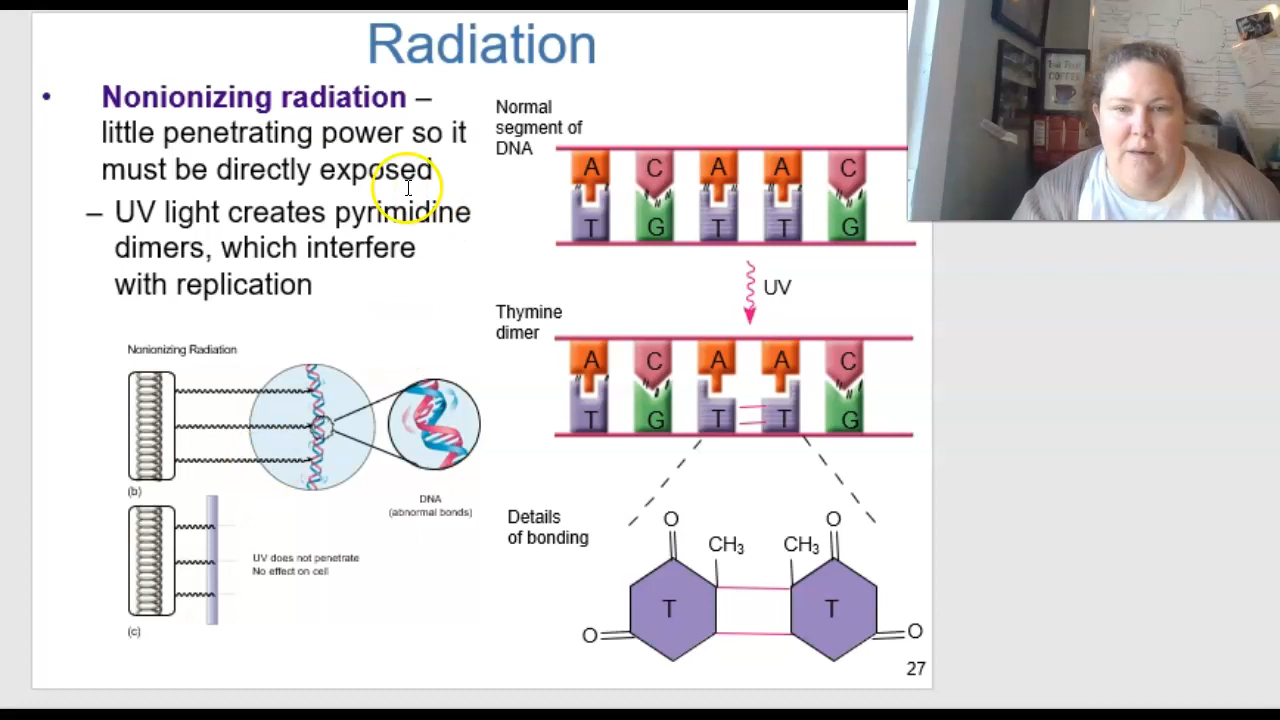 Radiation
• Nonionizing radiation –
little penetrating power so it
must be directly exposed
– UV light creates pyrimidine
dimers, which interfere
with replication
Nonionizing Radiation
(b)
DNA
(abnormal bonds)
UV does not penetrate
No effect on cell
(c)
Normal
segment of
DNA
A C A A C
T G T T G
UV
Thymine
dimer
A C A A C
T G T T G
Details
of bonding
O O
CH₃ CH₃
T T
O O
27
COFFEE